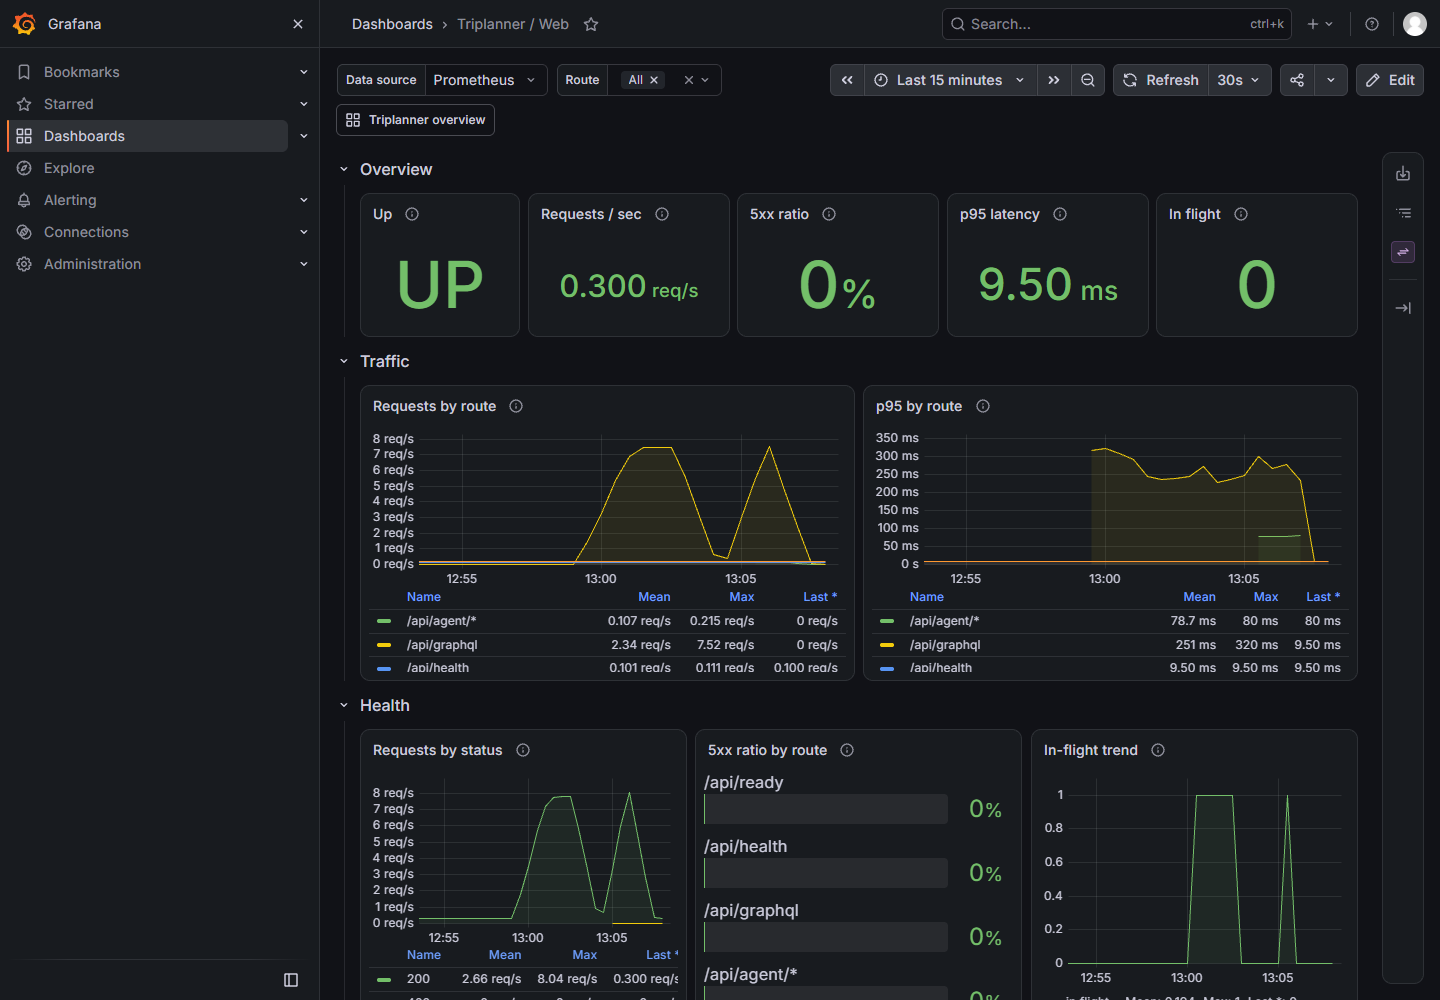 Grafana
Dashboards › Triplanner / Web
Search...
ctrl+k
Bookmarks
Starred
Dashboards
Explore
Alerting
Connections
Administration
Data source
Prometheus
Route
All
Last 15 minutes
Refresh
30s
Edit
Triplanner overview
Overview
Up
UP
Requests / sec
0.300 req/s
5xx ratio
0%
p95 latency
9.50 ms
In flight
0
Traffic
Requests by route
8 req/s
7 req/s
6 req/s
5 req/s
4 req/s
3 req/s
2 req/s
1 req/s
0 req/s
12:55 13:00 13:05
Name Mean Max Last *
/api/agent/* 0.107 req/s 0.215 req/s 0 req/s
/api/graphql 2.34 req/s 7.52 req/s 0 req/s
/api/health 0.101 req/s 0.111 req/s 0.100 req/s
p95 by route
350 ms
300 ms
250 ms
200 ms
150 ms
100 ms
50 ms
0 s
12:55 13:00 13:05
Name Mean Max Last *
/api/agent/* 78.7 ms 80 ms 80 ms
/api/graphql 251 ms 320 ms 9.50 ms
/api/health 9.50 ms 9.50 ms 9.50 ms
Health
Requests by status
8 req/s
7 req/s
6 req/s
5 req/s
4 req/s
3 req/s
2 req/s
1 req/s
0 req/s
12:55 13:00 13:05
Name Mean Max Last *
200 2.66 req/s 8.04 req/s 0.300 req/s
5xx ratio by route
/api/ready
0%
/api/health
0%
/api/graphql
0%
/api/agent/*
0%
In-flight trend
1
0.8
0.6
0.4
0.2
0
12:55 13:00 13:05